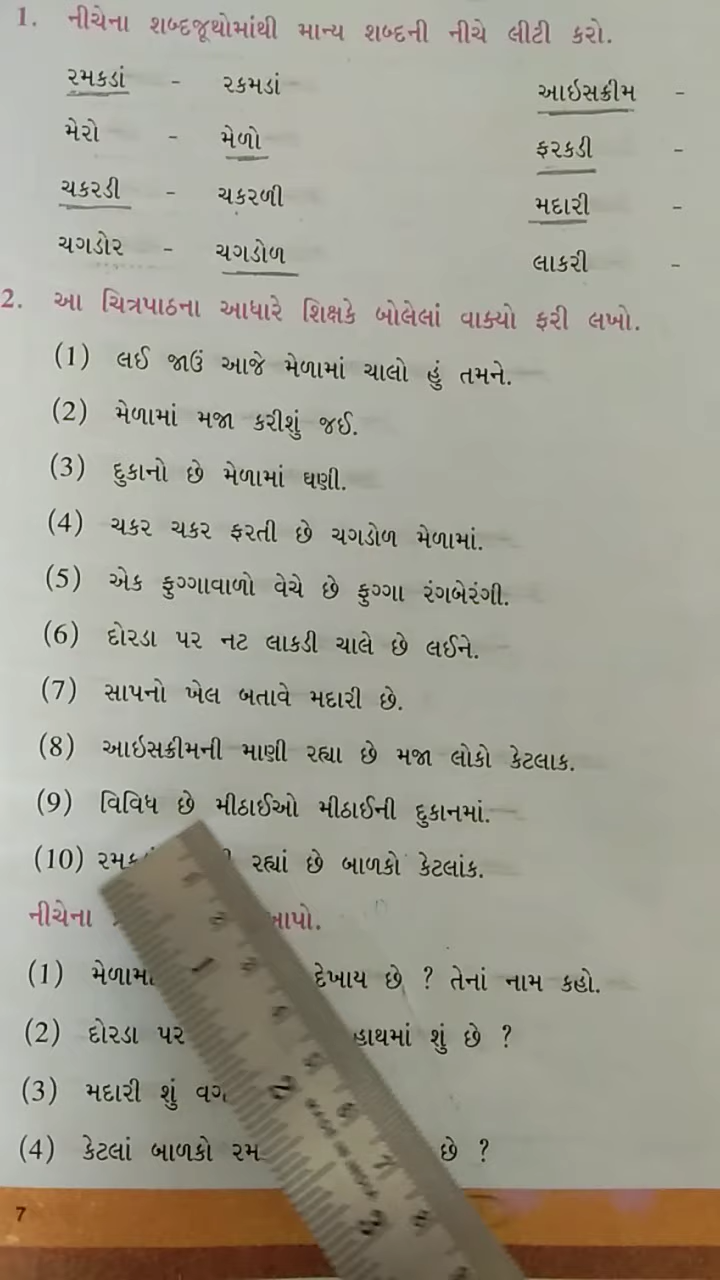 1. નીચેના શબ્દજૂથોમાંથી માન્ય શબ્દની નીચે લીટી કરો.
રમકડાં - રકમડાં આઇસક્રીમ -
મેરો - મેળો ફરકડી -
ચકરડી - ચકરળી મદારી -
ચગડોર - ચગડોળ લાકરી -
2. આ ચિત્રપાઠના આધારે શિક્ષકે બોલેલાં વાક્યો ફરી લખો.
(1) લઈ જાઉં આજે મેળામાં ચાલો હું તમને.
(2) મેળામાં મજા કરીશું જઈ.
(3) દુકાનો છે મેળામાં ઘણી.
(4) ચકર ચકર ફરતી છે ચગડોળ મેળામાં.
(5) એક ફુગ્ગાવાળો વેચે છે ફુગ્ગા રંગબેરંગી.
(6) દોરડા પર નટ લાકડી ચાલે છે લઈને.
(7) સાપનો ખેલ બતાવે મદારી છે.
(8) આઇસક્રીમની માણી રહ્યા છે મજા લોકો કેટલાક.
(9) વિવિધ છે મીઠાઈઓ મીઠાઈની દુકાનમાં.
(10) રહ્યાં છે બાળકો કેટલાંક.
નીચેના
(1) દેખાય છે ? તેનાં નામ કહો.
(2) દોરડા પર હાથમાં શું છે ?
(3) મદારી શું
(4) કેટલાં બાળકો છે ?
7